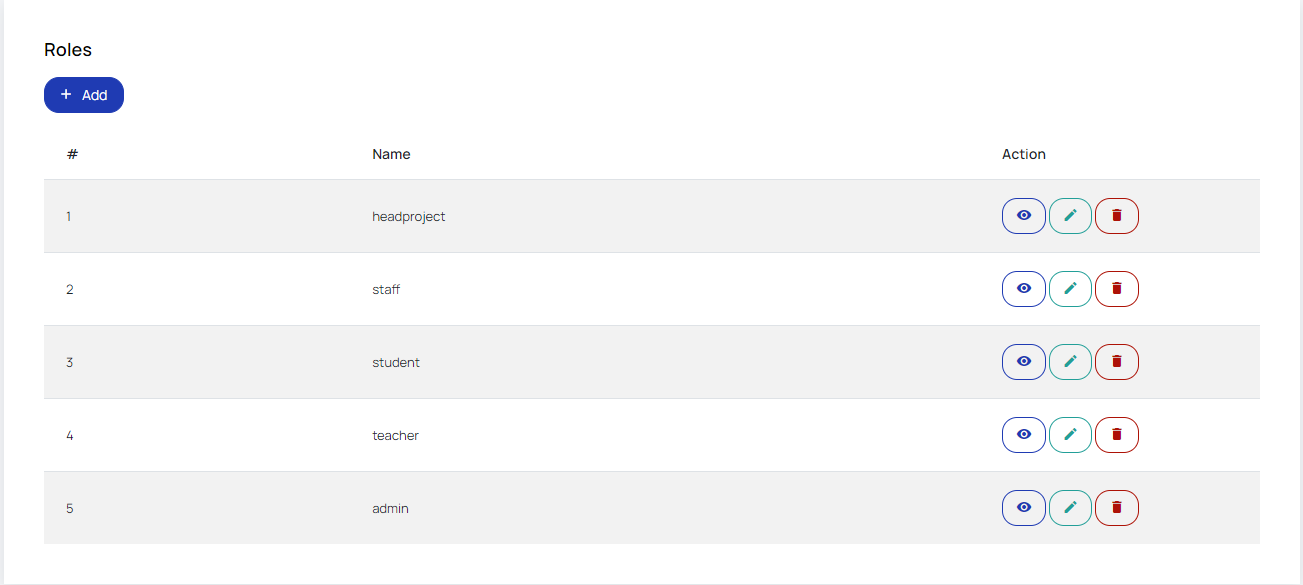 Roles
+ Add
# Name Action
1 headproject
2 staff
3 student
4 teacher
5 admin